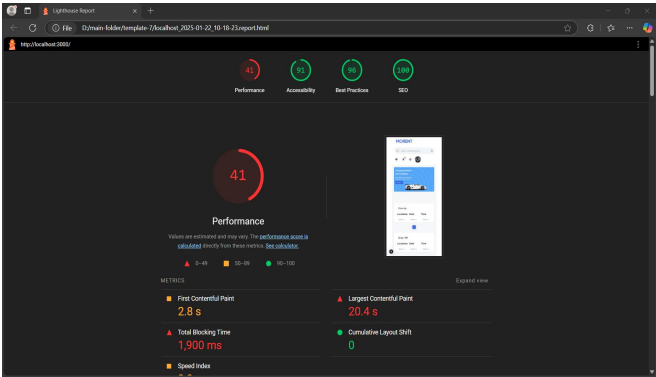 Lighthouse Report
File
D:/main-folder/template-7/localhost_2025-01-22_10-18-23.report.html
http://localhost:3000/
41
91
96
100
Performance
Accessibility
Best Practices
SEO
41
Performance
Values are estimated and may vary. The performance score is
calculated directly from these metrics. See calculator.
0–49
50–89
90–100
MORENT
METRICS
Expand view
First Contentful Paint
2.8 s
Largest Contentful Paint
20.4 s
Total Blocking Time
1,900 ms
Cumulative Layout Shift
0
Speed Index